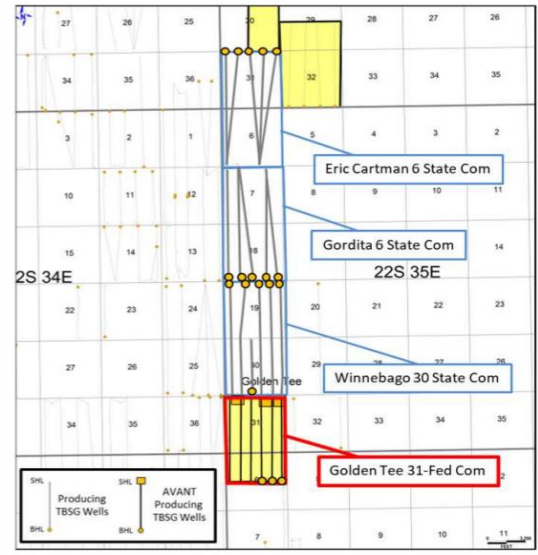 27 26 25 30 29 28 27 26
34 35 36 31 32 33 34 35
3 2 1 6 5 4 3 2
Eric Cartman 6 State Com
10 11 12 7 8 9 10 11
Gordita 6 State Com
15 14 13 18 14
2S 34E 22S 35E
22 23 24 19 20 21 22 23
27 26 25 30 29 26
Golden Tee
Winnebago 30 State Com
34 35 36 31 32 33 34 35
Golden Tee 31-Fed Com
2
SHL SHL
Producing
TBSG Wells
AVANT
Producing
TBSG Wells
BHL BHL
7 8 9 10 11
FEET